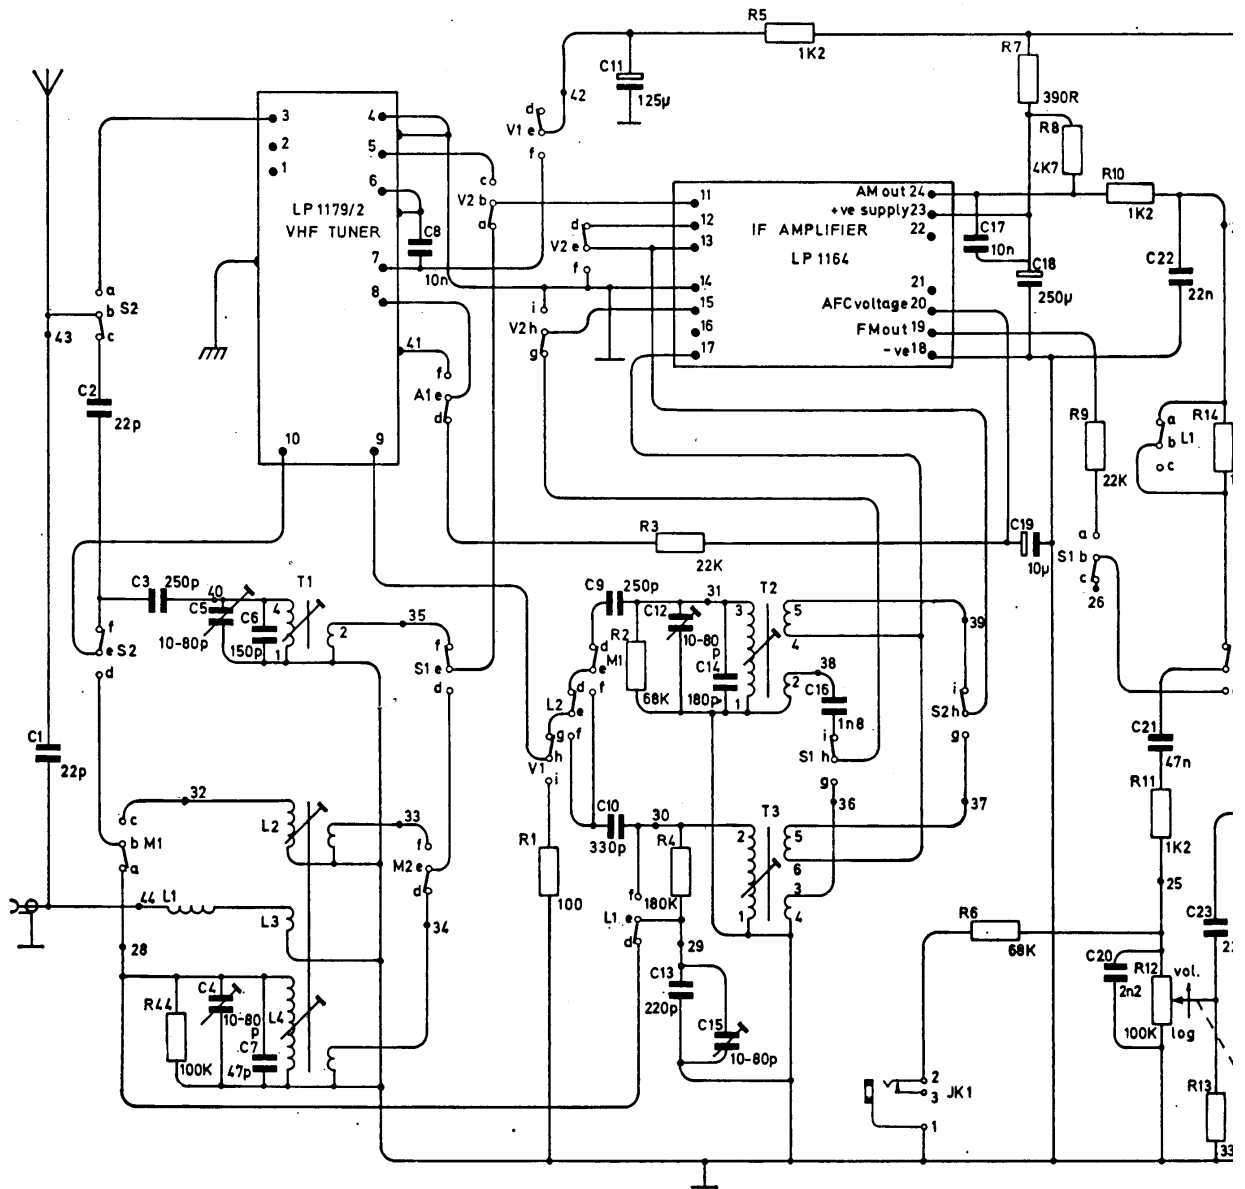 R5
1K2
C11
125µ
42
R7
390R
R8
4K7
d
V1 e
f
3
2
1
4
5
6
7
8
LP 1179/2
VHF TUNER
C8
10n
c
V2 b
a
d
V2 e
f
11
12
13
14
15
16
17
IF AMPLIFIER
LP 1164
AM out 24
+ve supply 23
22
21
AFC voltage 20
FM out 19
-ve 18
C17
10n
C18
250µ
R10
1K2
C22
22n
a
b S2
c
43
41
f
A1 e
d
i
V2 h
g
C2
22p
10
9
R9
22K
a
b L1
c
R14
R3
22K
C19
10µ
a
S1 b
c
26
C3
250p
40
C5
10-80p
C6
150p
T1
4
1
2
35
f
e S2
d
f
S1 e
d
C9
250p
R2
M1
68K
C12
10-80
p
C14
180p
31
T2
3
1
5
4
2
38
C16
1n8
39
d
e
f
d
L2
e
f
g
h
V1
i
i
S1 h
g
36
i
S2 h
g
37
C1
22p
C21
47n
R11
1K2
25
32
c
b M1
a
L2
33
f
M2 e
d
34
R1
100
C10
330p
30
R4
180K
T3
2
1
5
6
3
4
f
L1 e
d
29
44
L1
L3
28
R44
100K
C4
10-80
p
C7
47p
L4
C13
220p
C15
10-80p
R6
68K
C20
2n2
R12
vol.
100K
log
C23
2
3
JK1
1
R13
33